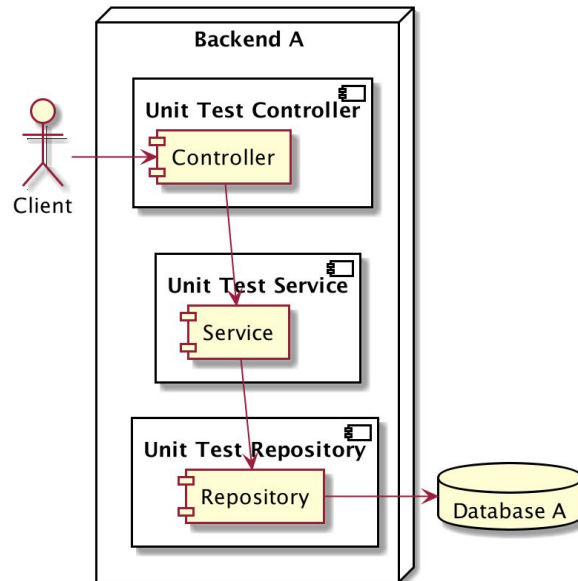 Backend A
Unit Test Controller
Controller
Client
Unit Test Service
Service
Unit Test Repository
Repository
Database A